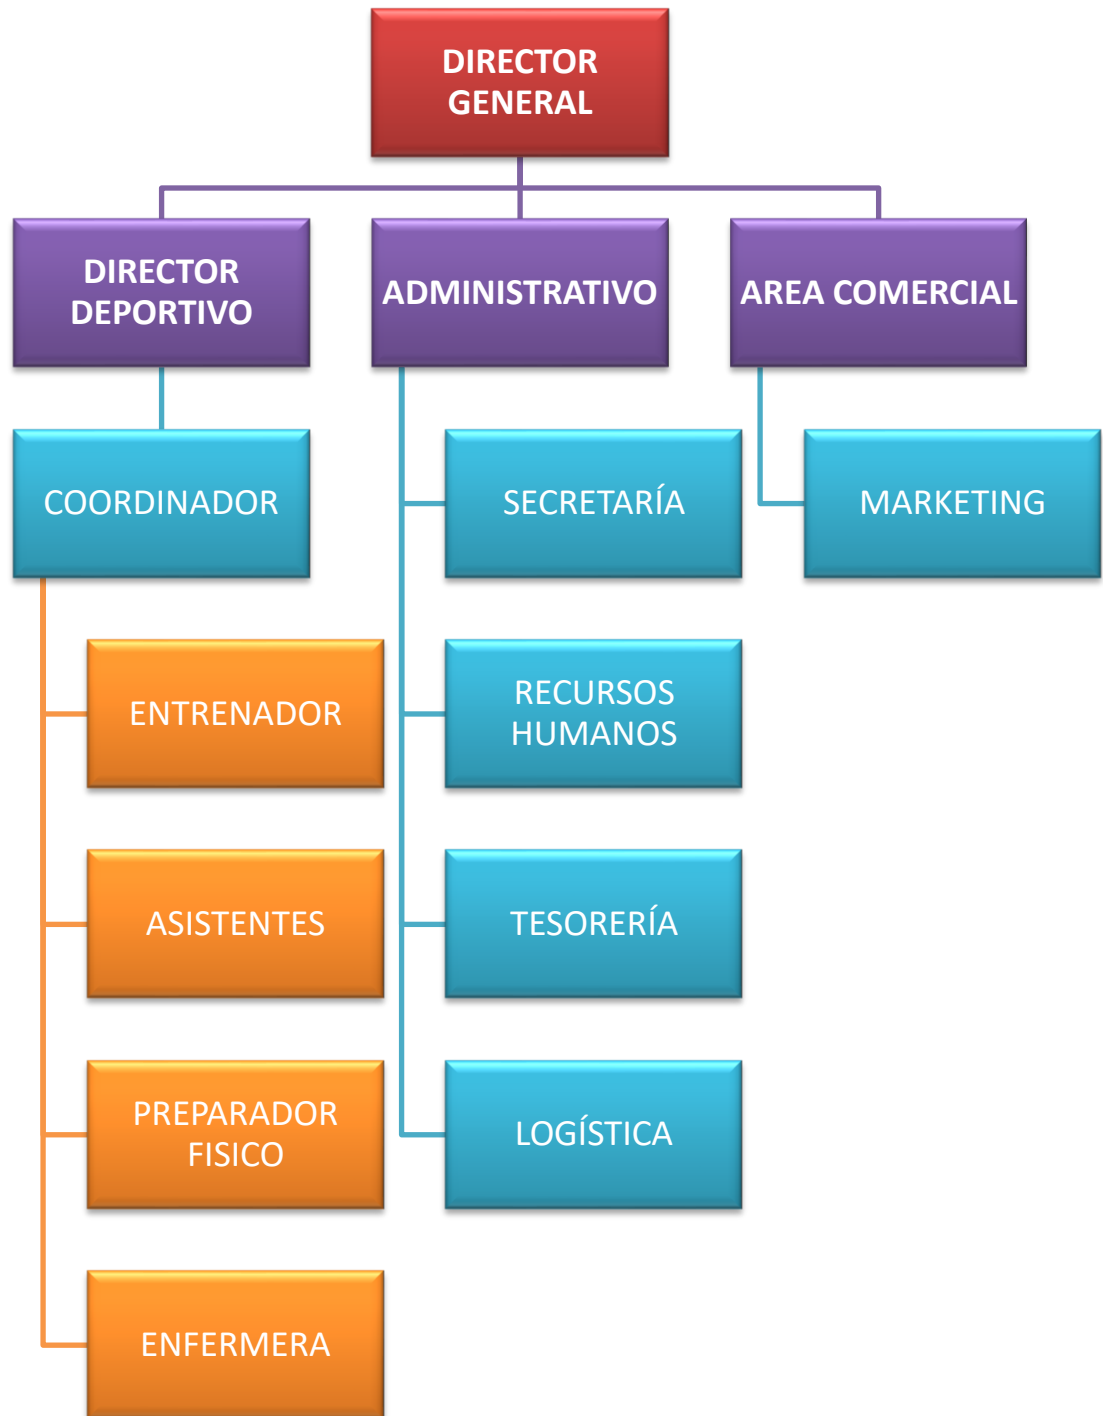 DIRECTOR
GENERAL
DIRECTOR
DEPORTIVO
ADMINISTRATIVO
AREA COMERCIAL
COORDINADOR
SECRETARÍA
MARKETING
ENTRENADOR
RECURSOS
HUMANOS
ASISTENTES
TESORERÍA
PREPARADOR
FISICO
LOGÍSTICA
ENFERMERA